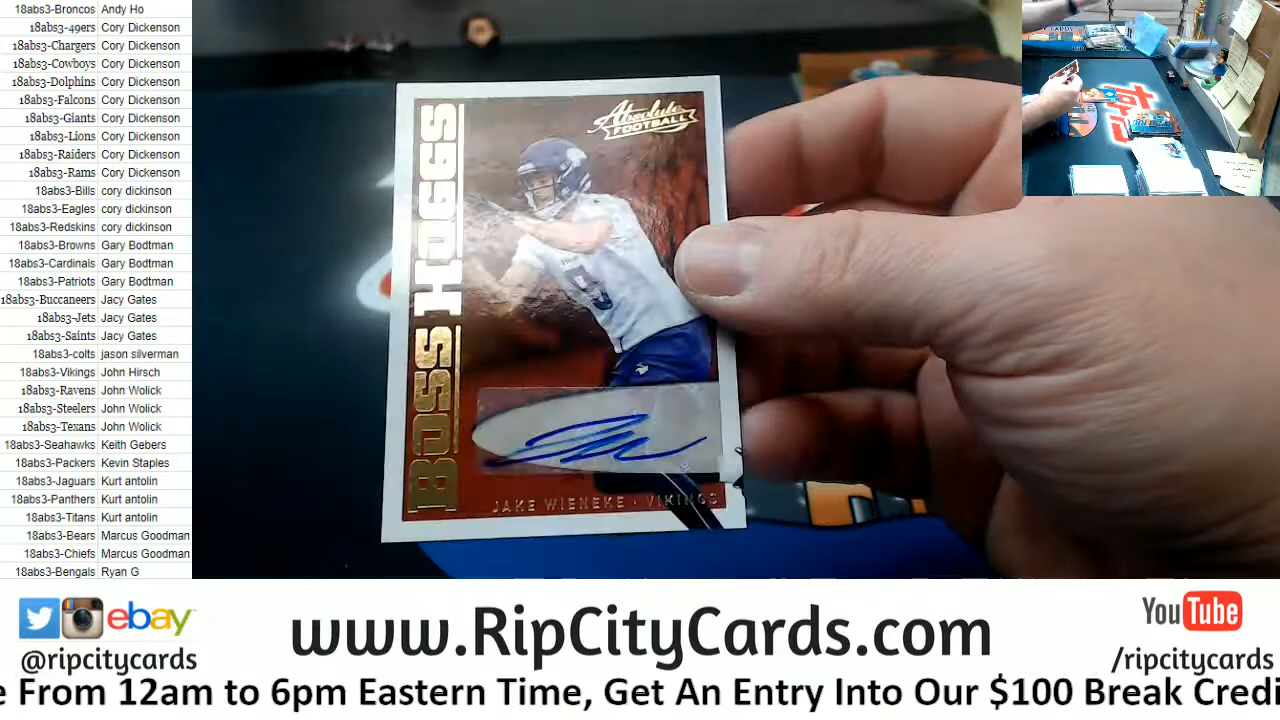 18abs3-Broncos Andy Ho
18abs3-49ers Cory Dickenson
18abs3-Chargers Cory Dickenson
18abs3-Cowboys Cory Dickenson
18abs3-Dolphins Cory Dickenson
18abs3-Falcons Cory Dickenson
18abs3-Giants Cory Dickenson
18abs3-Lions Cory Dickenson
18abs3-Raiders Cory Dickenson
18abs3-Rams Cory Dickenson
18abs3-Bills cory dickinson
18abs3-Eagles cory dickinson
18abs3-Redskins cory dickinson
18abs3-Browns Gary Bodtman
18abs3-Cardinals Gary Bodtman
18abs3-Patriots Gary Bodtman
18abs3-Buccaneers Jacy Gates
18abs3-Jets Jacy Gates
18abs3-Saints Jacy Gates
18abs3-colts jason silverman
18abs3-Vikings John Hirsch
18abs3-Ravens John Wolick
18abs3-Steelers John Wolick
18abs3-Texans John Wolick
18abs3-Seahawks Keith Gebers
18abs3-Packers Kevin Staples
18abs3-Jaguars Kurt antolin
18abs3-Panthers Kurt antolin
18abs3-Titans Kurt antolin
18abs3-Bears Marcus Goodman
18abs3-Chiefs Marcus Goodman
18abs3-Bengals Ryan G
Absolute
FOOTBALL
BOSS HOGGS
9
JAKE WIENEKE · VIKINGS
ebay
@ripcitycards
www.RipCityCards.com
YouTube
/ripcitycards
e From 12am to 6pm Eastern Time, Get An Entry Into Our $100 Break Credi